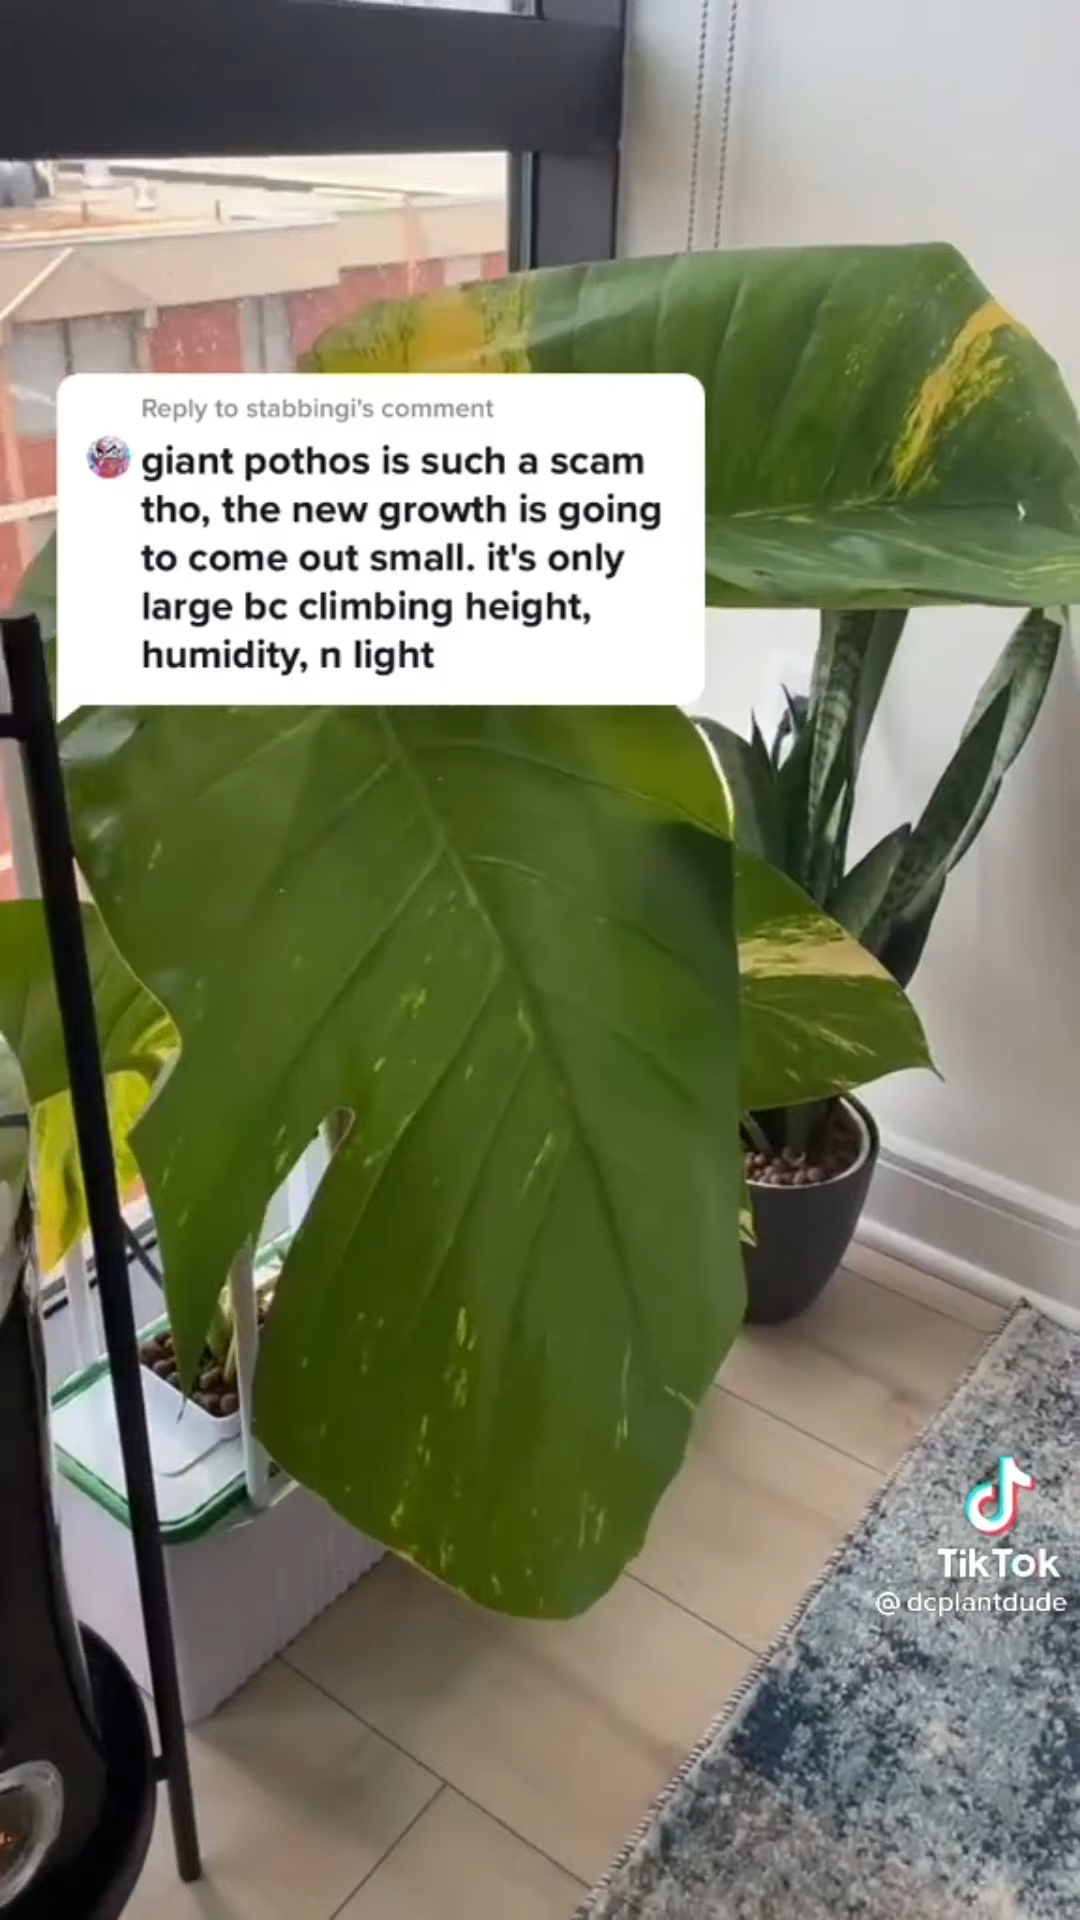 Reply to stabbingi's comment
giant pothos is such a scam
tho, the new growth is going
to come out small. it's only
large bc climbing height,
humidity, n light
TikTok
@dcplantdude